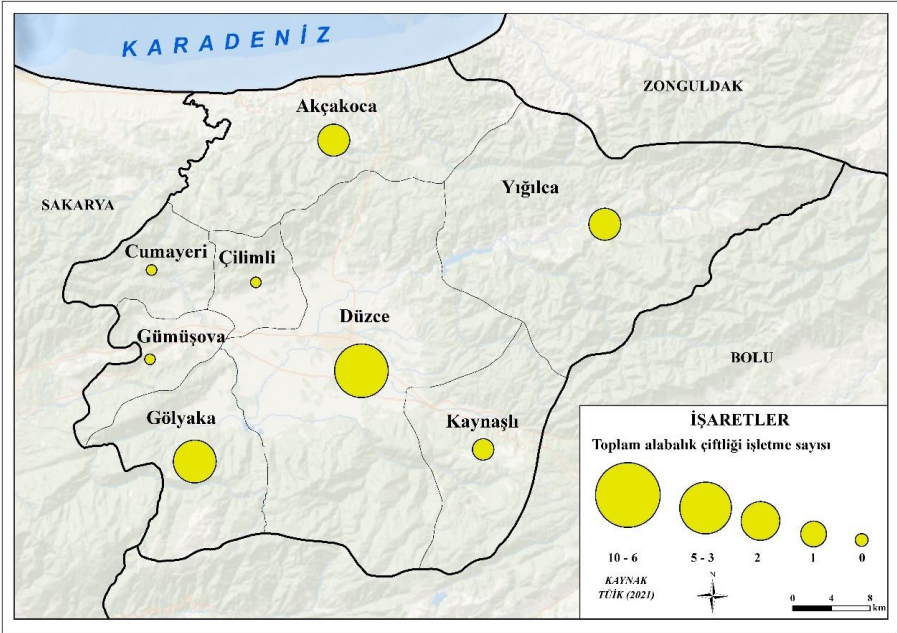 KARADENİZ
ZONGULDAK
Akçakoca
Yığılca
SAKARYA
Cumayeri
Çilimli
Düzce
Gümüşova
BOLU
Gölyaka
Kaynaşlı
İŞARETLER
Toplam alabalık çiftliği işletme sayısı
10 - 6
5 - 3
2
1
0
KAYNAK
TÜİK (2021)
N
0 4 8
km